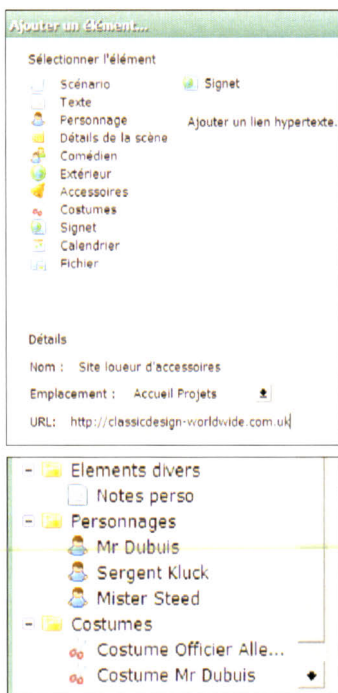 Ajouter un élément...
Sélectionner l'élément
Scénario
Texte
Personnage
Détails de la scène
Comédien
Extérieur
Accessoires
Costumes
Signet
Calendrier
Fichier
Signet
Ajouter un lien hypertexte.
Détails
Nom : Site loueur d'accessoires
Emplacement : Accueil Projets
URL: http://classicdesign-worldwide.com.uk
Elements divers
Notes perso
Personnages
Mr Dubuis
Sergent Kluck
Mister Steed
Costumes
Costume Officier Alle...
Costume Mr Dubuis